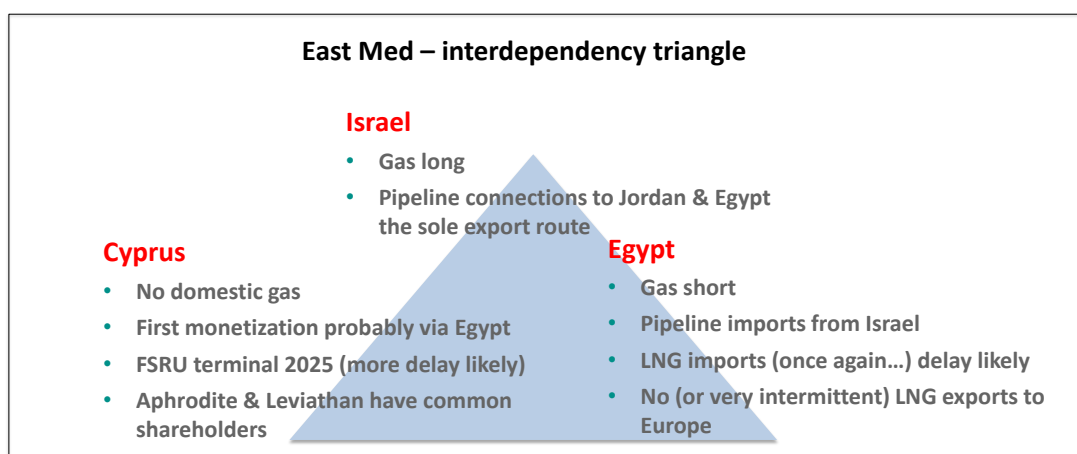 East Med – interdependency triangle
Israel
• Gas long
• Pipeline connections to Jordan & Egypt
the sole export route
Cyprus
• No domestic gas
• First monetization probably via Egypt
• FSRU terminal 2025 (more delay likely)
• Aphrodite & Leviathan have common
shareholders
Egypt
• Gas short
• Pipeline imports from Israel
• LNG imports (once again…) delay likely
• No (or very intermittent) LNG exports to
Europe